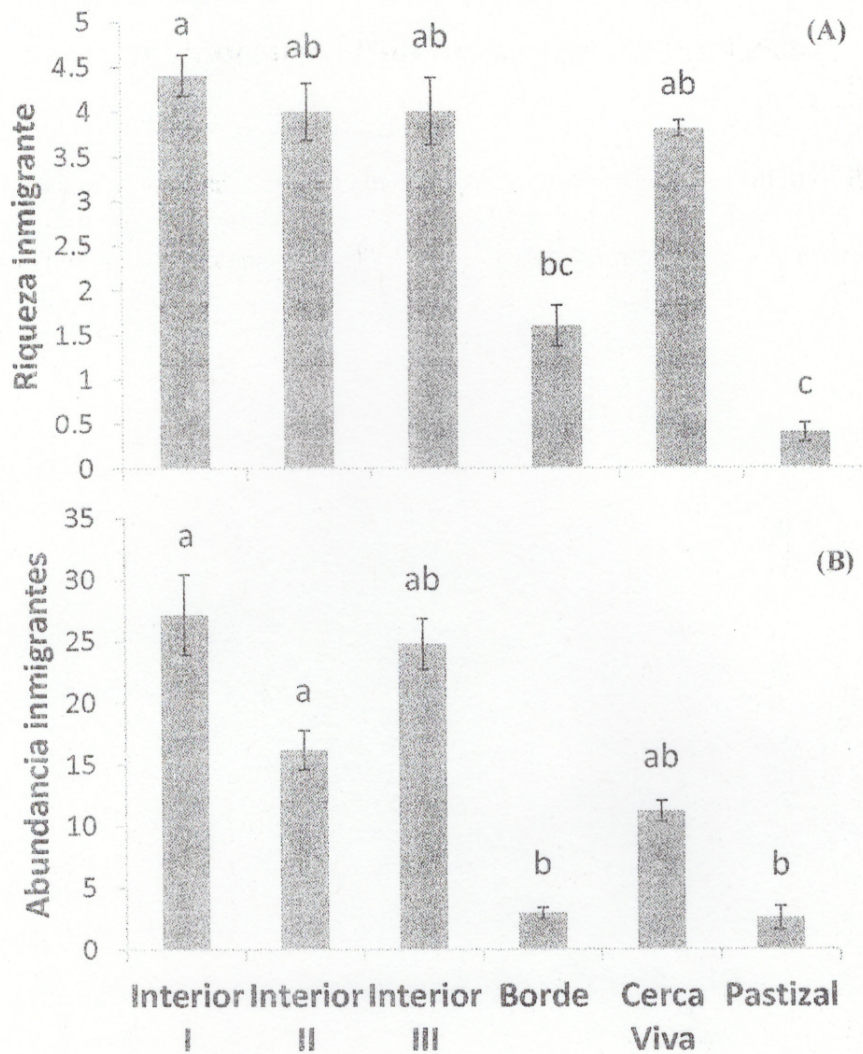 (A)
Riqueza inmigrante
5
4.5
4
3.5
3
2.5
2
1.5
1
0.5
0
a
ab
ab
bc
ab
c
(B)
Abundancia inmigrantes
35
30
25
20
15
10
5
0
a
a
ab
b
ab
b
Interior I
Interior II
Interior III
Borde
Cerca Viva
Pastizal